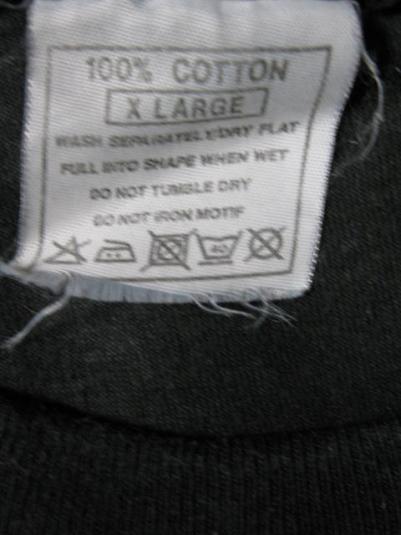 100% COTTON
X LARGE
WASH SEPARATELY/DRY FLAT
PULL INTO SHAPE WHEN WET
DO NOT TUMBLE DRY
DO NOT IRON MOTIF
40